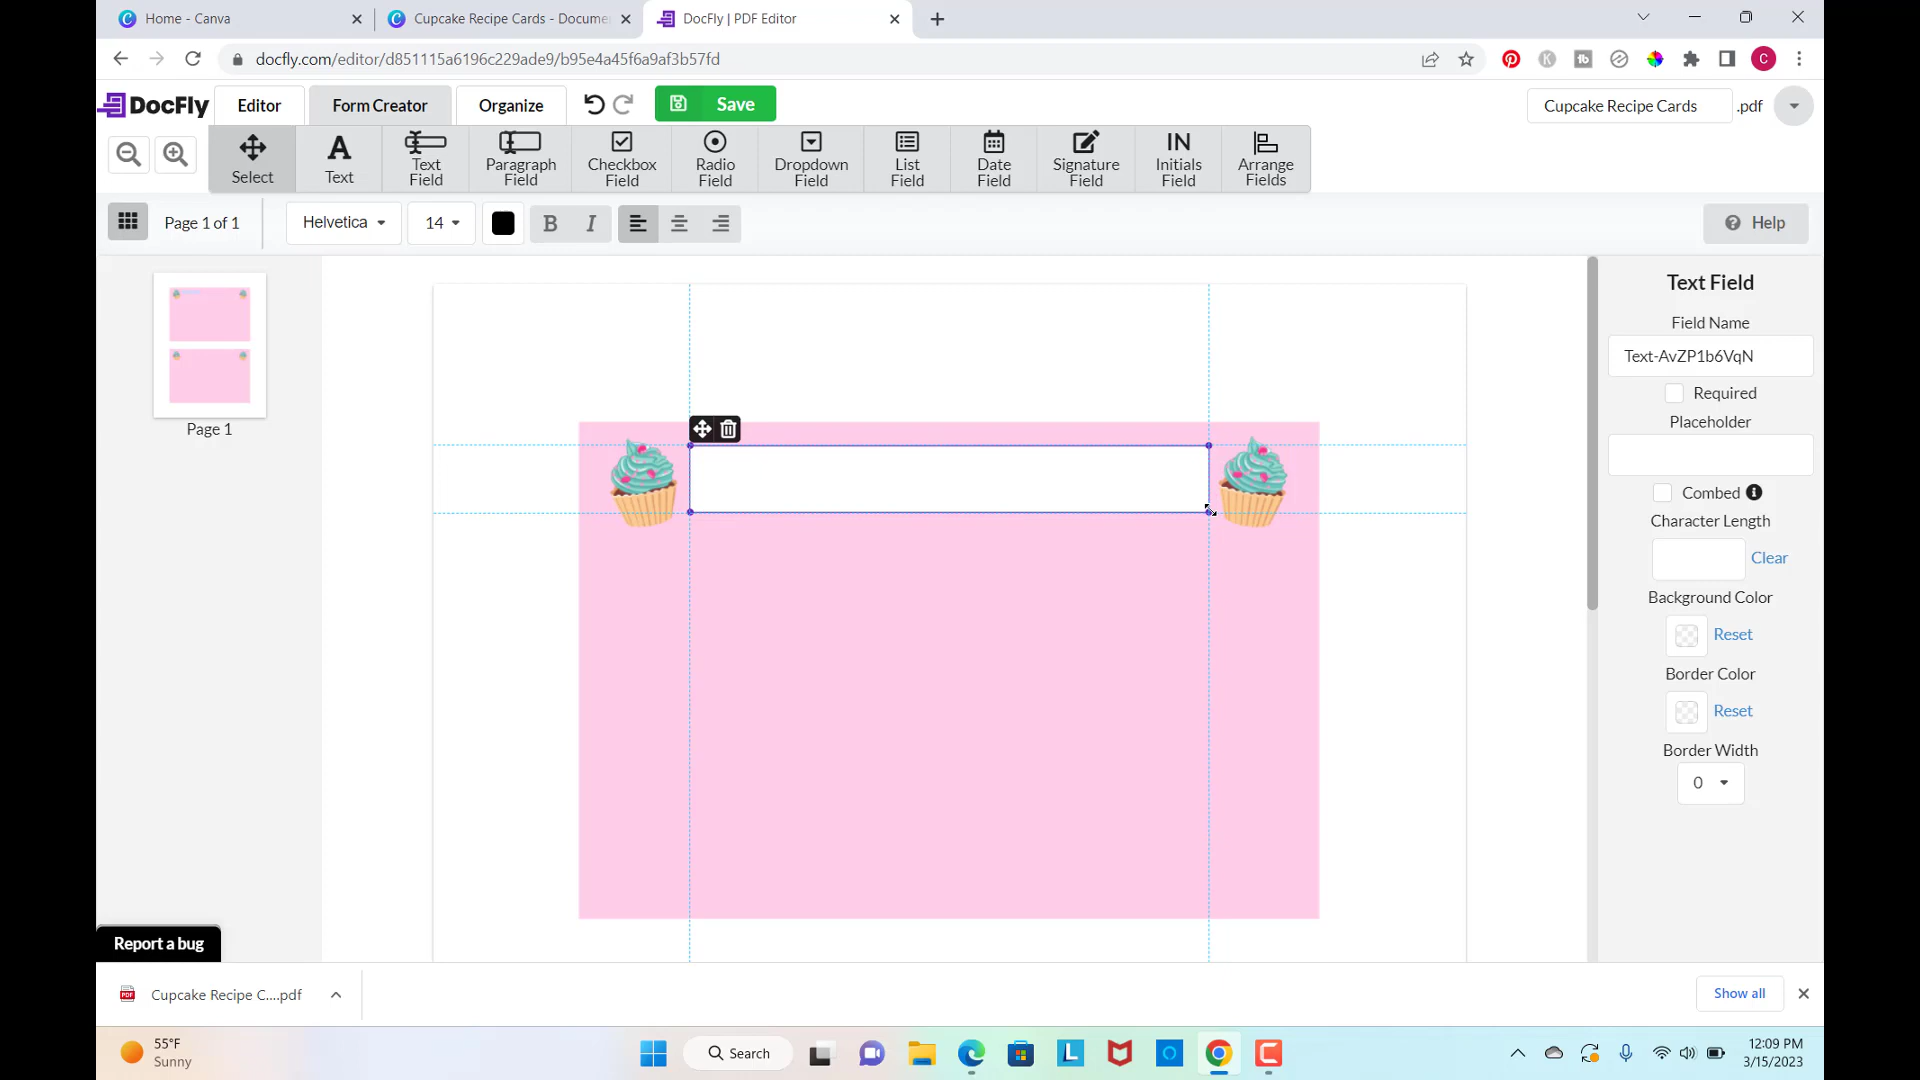 Home - Canva
Cupcake Recipe Cards - Docume
DocFly | PDF Editor
docfly.com/editor/d851115a6196c229ade9/b95e4a45f6a9af3b57fd
C
DocFly
Editor
Form Creator
Organize
Save
Cupcake Recipe Cards
.pdf
Select
A
Text
Text Field
Paragraph Field
Checkbox Field
Radio Field
Dropdown Field
List Field
Date Field
Signature Field
IN
Initials Field
Arrange Fields
Page 1 of 1
Helvetica
14
B
I
Help
Page 1
Text Field
Field Name
Text-AvZP1b6VqN
Required
Placeholder
Combed
Character Length
Clear
Background Color
Reset
Border Color
Reset
Border Width
0
Report a bug
Cupcake Recipe C....pdf
Show all
55°F
Sunny
Search
12:09 PM
3/15/2023